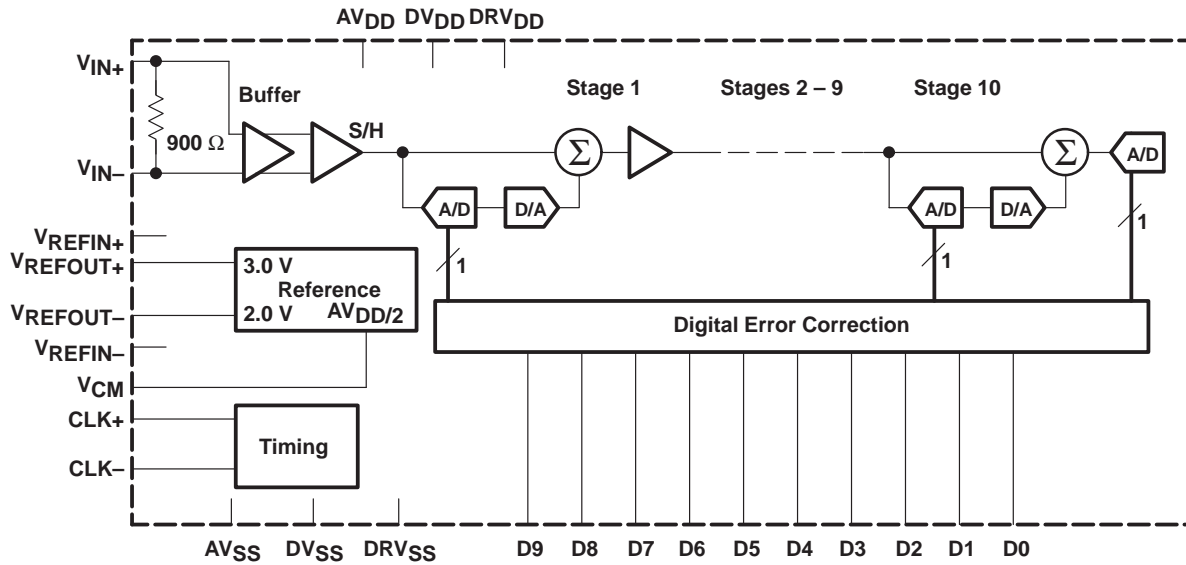 AVDD DVDD DRVDD
VIN+
Stage 1 Stages 2 – 9 Stage 10
Buffer
S/H
900 Ω
Σ Σ
A/D
VIN–
A/D D/A A/D D/A
1
VREFIN+
VREFOUT+
1 1
3.0 V
Reference
VREFOUT–
2.0 V AVDD/2
Digital Error Correction
VREFIN–
VCM
CLK+
Timing
CLK–
AVSS DVSS DRVSS D9 D8 D7 D6 D5 D4 D3 D2 D1 D0